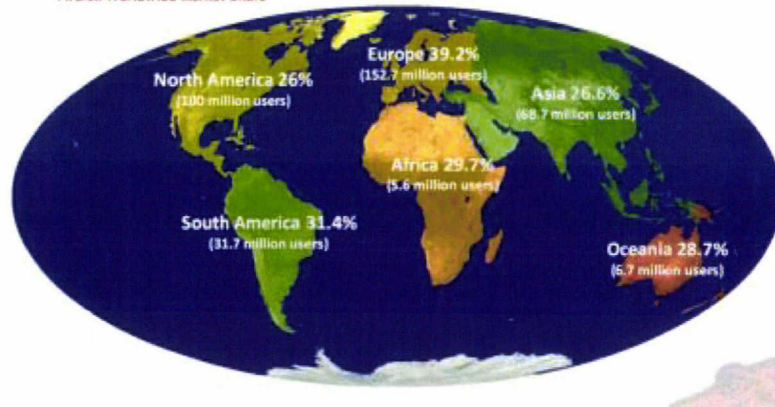 Europe 39.2%
(152.7 million users)
North America 26%
(100 million users)
Asia 26.6%
(68.7 million users)
Africa 29.7%
(5.6 million users)
South America 31.4%
(31.7 million users)
Oceania 28.7%
(6.7 million users)